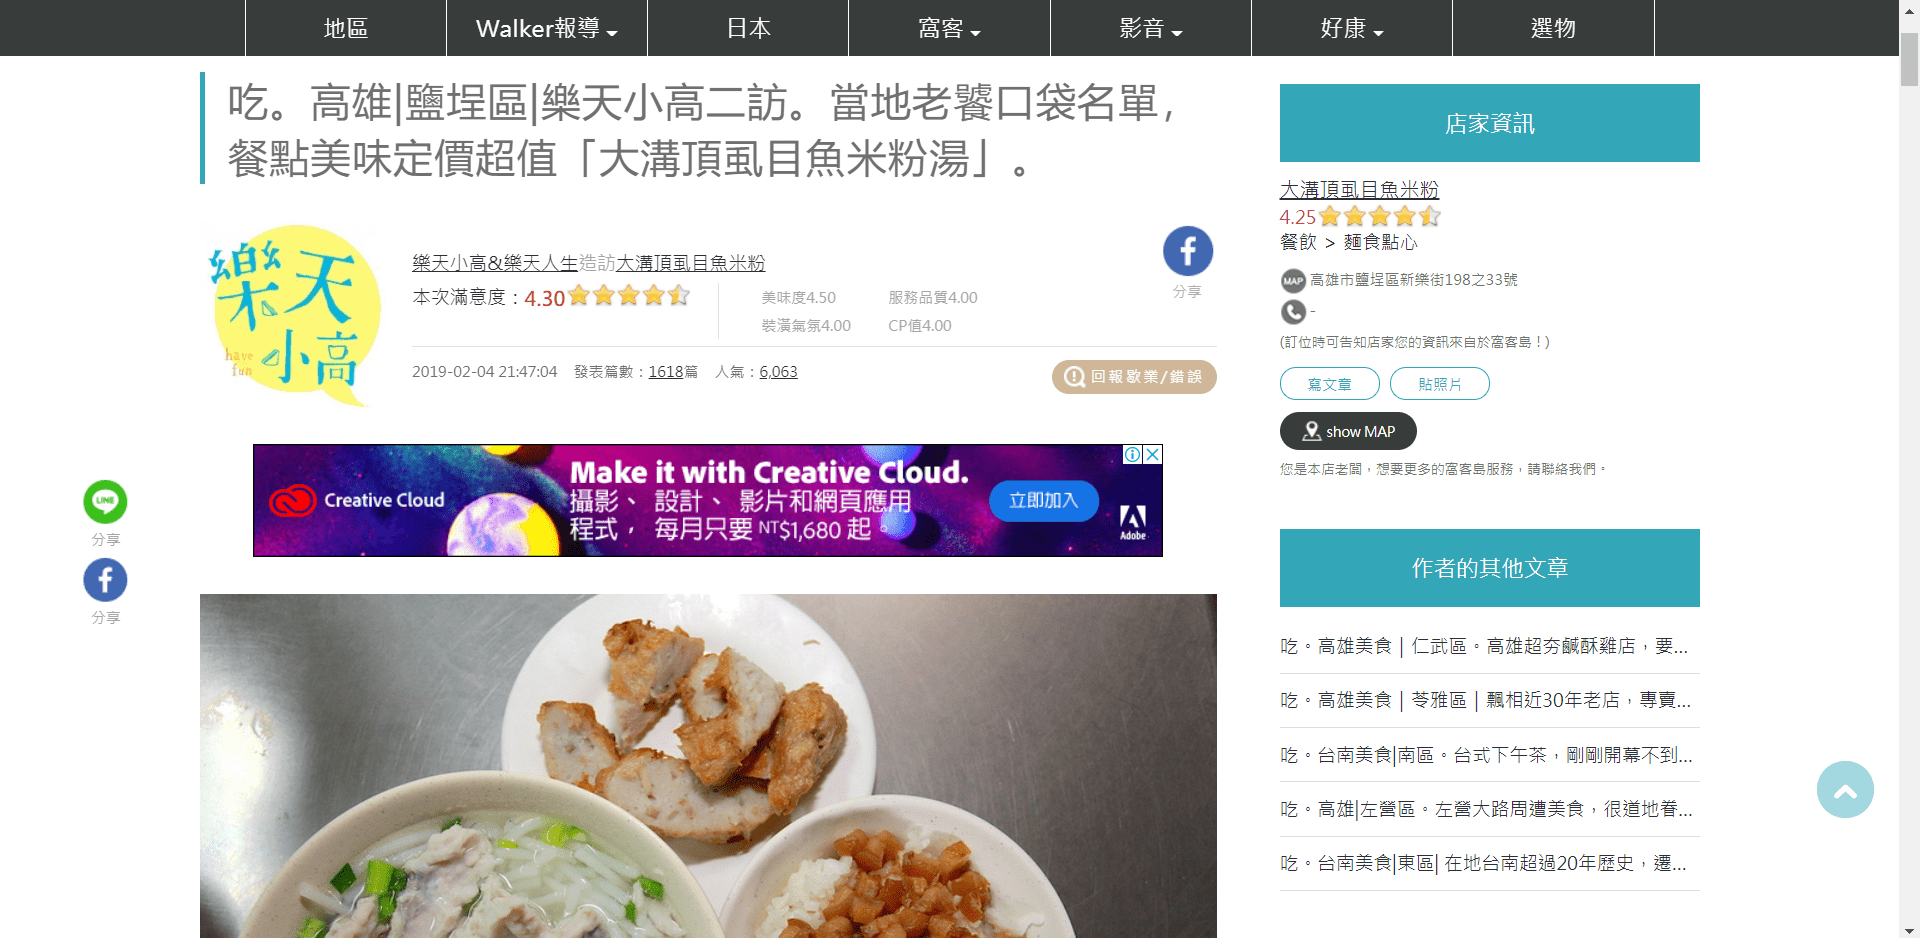 地區
Walker報導
日本
窩客
影音
好康
選物
吃。高雄|鹽埕區|樂天小高二訪。當地老饕口袋名單，
餐點美味定價超值「大溝頂虱目魚米粉湯」。
樂天小高
have fun
樂天小高&樂天人生造訪大溝頂虱目魚米粉
本次滿意度：4.30
美味度4.50
服務品質4.00
裝潢氣氛4.00
CP值4.00
分享
2019-02-04 21:47:04 發表篇數：1618篇 人氣：6,063
回報歇業/錯誤
Creative Cloud
Make it with Creative Cloud.
攝影、 設計、 影片和網頁應用
程式， 每月只要 NT$1,680 起。
立即加入
Adobe
LINE
分享
分享
店家資訊
大溝頂虱目魚米粉
4.25
餐飲 > 麵食點心
MAP 高雄市鹽埕區新樂街198之33號
-
(訂位時可告知店家您的資訊來自於窩客島！)
寫文章
貼照片
show MAP
您是本店老闆，想要更多的窩客島服務，請聯絡我們。
作者的其他文章
吃。高雄美食｜仁武區。高雄超夯鹹酥雞店，要...
吃。高雄美食｜苓雅區｜飄相近30年老店，專賣...
吃。台南美食|南區。台式下午茶，剛剛開幕不到...
吃。高雄|左營區。左營大路周遭美食，很道地眷...
吃。台南美食|東區| 在地台南超過20年歷史，遷...